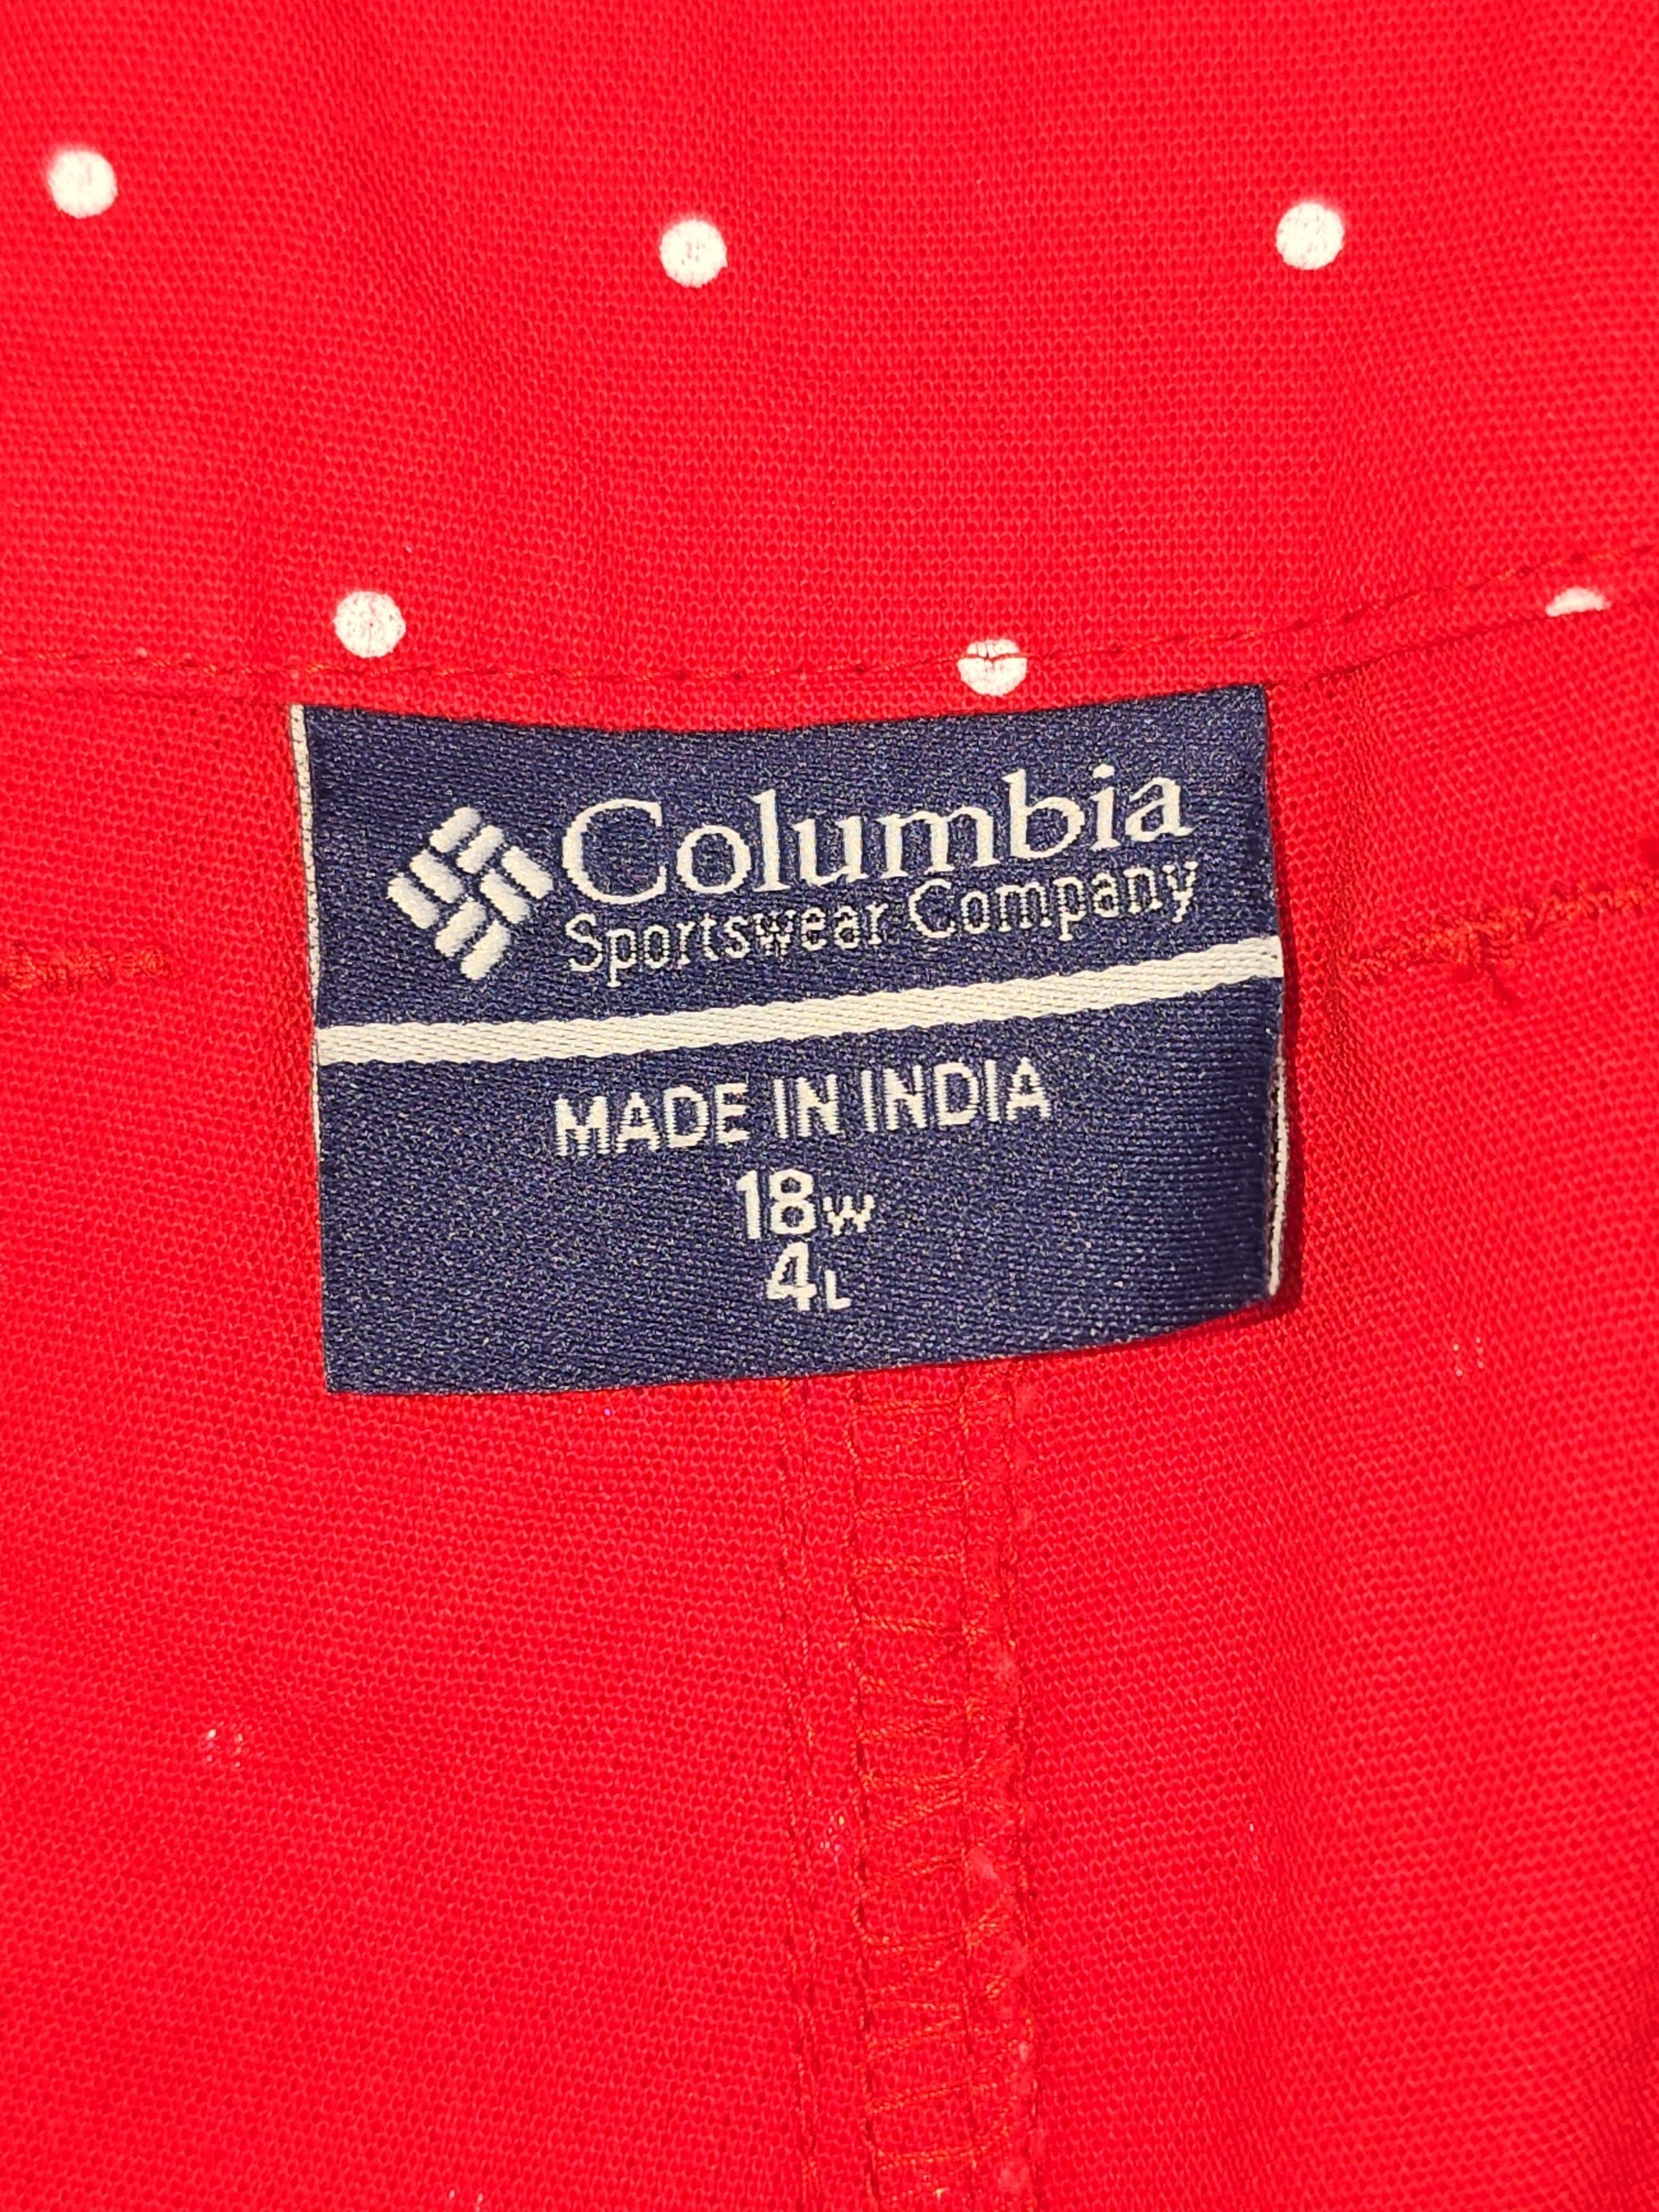 Columbia
Sportswear Company
MADE IN INDIA
18W
4L